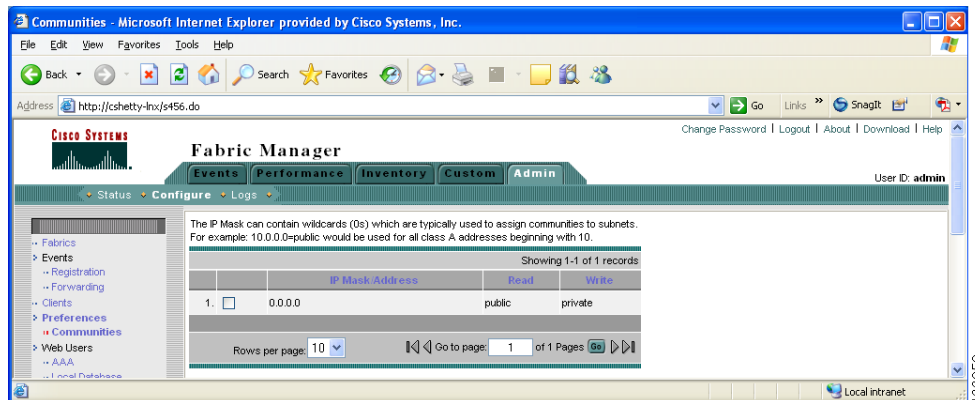 Communities - Microsoft Internet Explorer provided by Cisco Systems, Inc.
File Edit View Favorites Tools Help
Back Search Favorites
Address http://cshetty-lnx/s456.do Go Links » SnagIt
Change Password | Logout | About | Download | Help
CISCO SYSTEMS
Fabric Manager
Events Performance Inventory Custom Admin
User ID: admin
Status Configure Logs
Fabrics
Events
Registration
Forwarding
Clients
Preferences
Communities
Web Users
AAA
Local Database
The IP Mask can contain wildcards (0s) which are typically used to assign communities to subnets.
For example: 10.0.0.0=public would be used for all class A addresses beginning with 10.
Showing 1-1 of 1 records
IP Mask/Address Read Write
1. 0.0.0.0 public private
Rows per page: 10 Go to page: 1 of 1 Pages Go
Local intranet